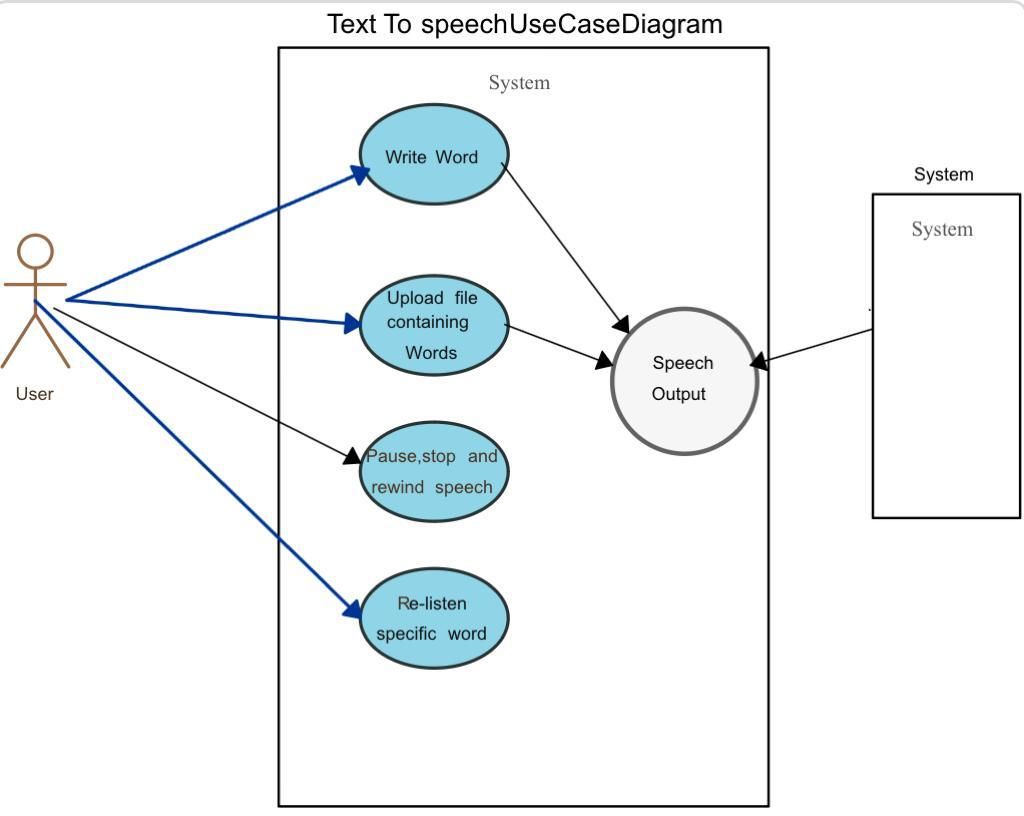 Text To speechUseCaseDiagram
System
Write Word
Upload file
containing
Words
Pause,stop and
rewind speech
Re-listen
specific word
Speech
Output
User
System
System